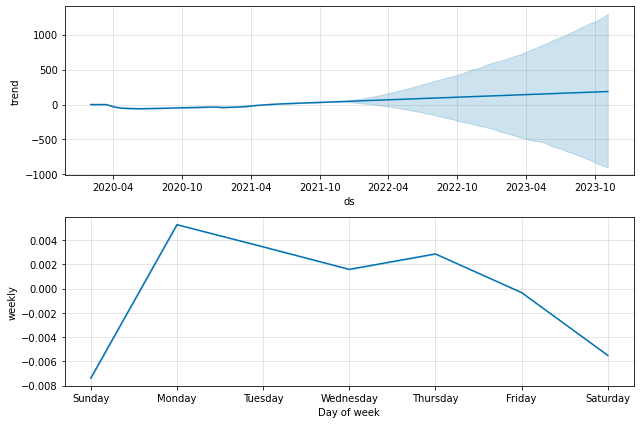 1000
500
0
−500
−1000
trend
2020-04 2020-10 2021-04 2021-10 2022-04 2022-10 2023-04 2023-10
ds
0.004
0.002
0.000
−0.002
−0.004
−0.006
−0.008
weekly
Sunday Monday Tuesday Wednesday Thursday Friday Saturday
Day of week